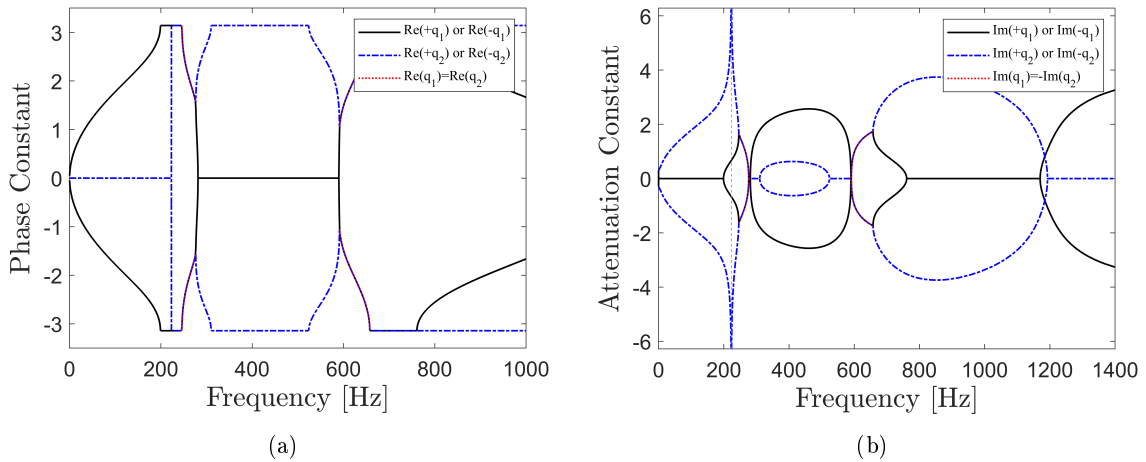 3
2
1
0
-1
-2
-3
Phase Constant
0
200
400
600
800
1000
Frequency [Hz]
Re(+q1) or Re(-q1)
Re(+q2) or Re(-q2)
Re(q1)=Re(q2)
(a)
6
4
2
0
-2
-4
-6
Attenuation Constant
0
200
400
600
800
1000
1200
1400
Frequency [Hz]
Im(+q1) or Im(-q1)
Im(+q2) or Im(-q2)
Im(q1)=-Im(q2)
(b)